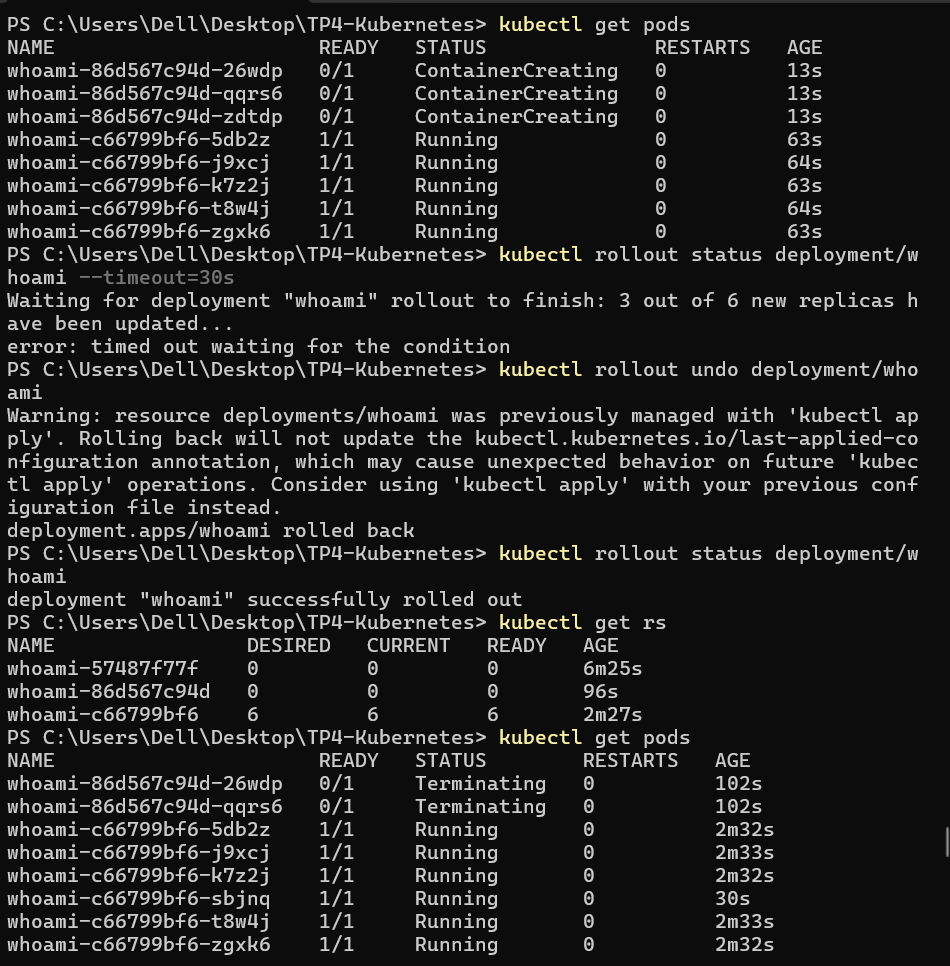 PS C:\Users\Dell\Desktop\TP4-Kubernetes> kubectl get pods
NAME                      READY   STATUS              RESTARTS   AGE
whoami-86d567c94d-26wdp   0/1     ContainerCreating   0          13s
whoami-86d567c94d-qqrs6   0/1     ContainerCreating   0          13s
whoami-86d567c94d-zdtdp   0/1     ContainerCreating   0          13s
whoami-c66799bf6-5db2z    1/1     Running             0          63s
whoami-c66799bf6-j9xcj    1/1     Running             0          64s
whoami-c66799bf6-k7z2j    1/1     Running             0          63s
whoami-c66799bf6-t8w4j    1/1     Running             0          64s
whoami-c66799bf6-zgxk6    1/1     Running             0          63s
PS C:\Users\Dell\Desktop\TP4-Kubernetes> kubectl rollout status deployment/w
hoami --timeout=30s
Waiting for deployment "whoami" rollout to finish: 3 out of 6 new replicas h
ave been updated...
error: timed out waiting for the condition
PS C:\Users\Dell\Desktop\TP4-Kubernetes> kubectl rollout undo deployment/who
ami
Warning: resource deployments/whoami was previously managed with 'kubectl ap
ply'. Rolling back will not update the kubectl.kubernetes.io/last-applied-co
nfiguration annotation, which may cause unexpected behavior on future 'kubec
tl apply' operations. Consider using 'kubectl apply' with your previous conf
iguration file instead.
deployment.apps/whoami rolled back
PS C:\Users\Dell\Desktop\TP4-Kubernetes> kubectl rollout status deployment/w
hoami
deployment "whoami" successfully rolled out
PS C:\Users\Dell\Desktop\TP4-Kubernetes> kubectl get rs
NAME                DESIRED   CURRENT   READY   AGE
whoami-57487f77f    0         0         0       6m25s
whoami-86d567c94d   0         0         0       96s
whoami-c66799bf6    6         6         6       2m27s
PS C:\Users\Dell\Desktop\TP4-Kubernetes> kubectl get pods
NAME                      READY   STATUS        RESTARTS   AGE
whoami-86d567c94d-26wdp   0/1     Terminating   0          102s
whoami-86d567c94d-qqrs6   0/1     Terminating   0          102s
whoami-c66799bf6-5db2z    1/1     Running       0          2m32s
whoami-c66799bf6-j9xcj    1/1     Running       0          2m33s
whoami-c66799bf6-k7z2j    1/1     Running       0          2m32s
whoami-c66799bf6-sbjnq    1/1     Running       0          30s
whoami-c66799bf6-t8w4j    1/1     Running       0          2m33s
whoami-c66799bf6-zgxk6    1/1     Running       0          2m32s